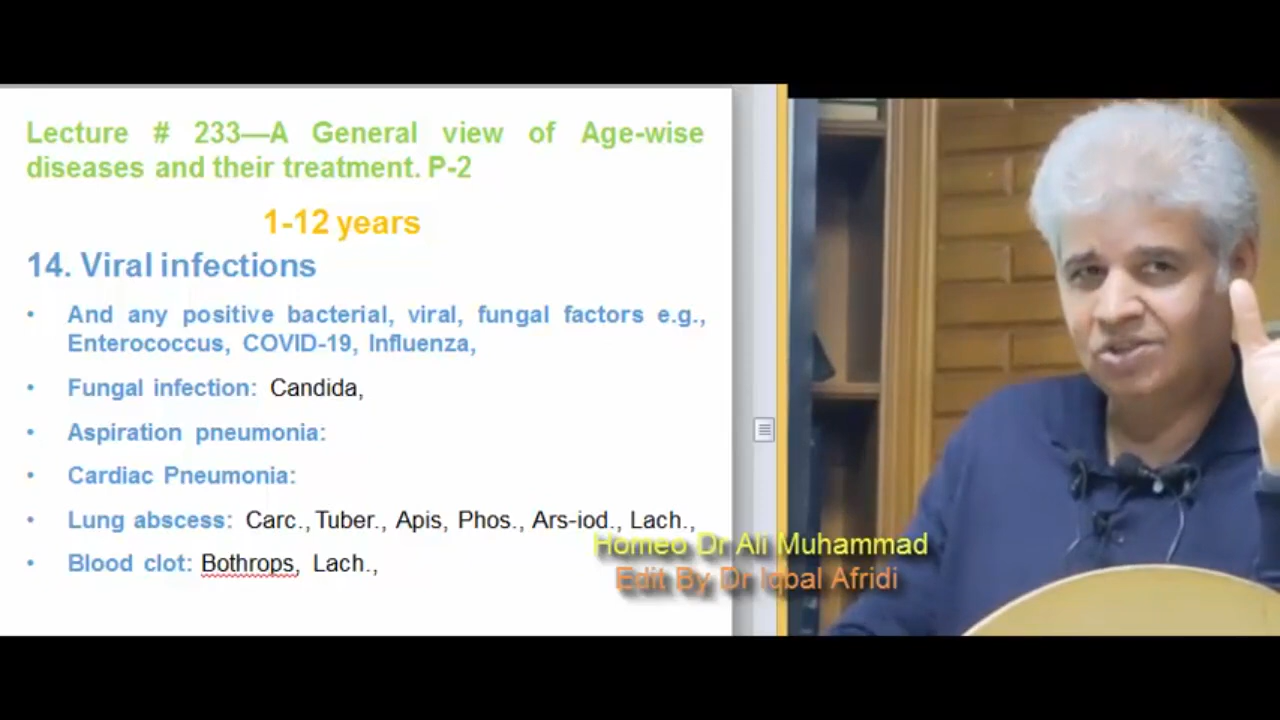 Lecture # 233—A General view of Age-wise
diseases and their treatment. P-2
1-12 years
14. Viral infections
• And any positive bacterial, viral, fungal factors e.g.,
Enterococcus, COVID-19, Influenza,
• Fungal infection: Candida,
• Aspiration pneumonia:
• Cardiac Pneumonia:
• Lung abscess: Carc., Tuber., Apis, Phos., Ars-iod., Lach.,
• Blood clot: Bothrops, Lach.,
Homeo Dr Ali Muhammad
Edit By Dr Iqbal Afridi